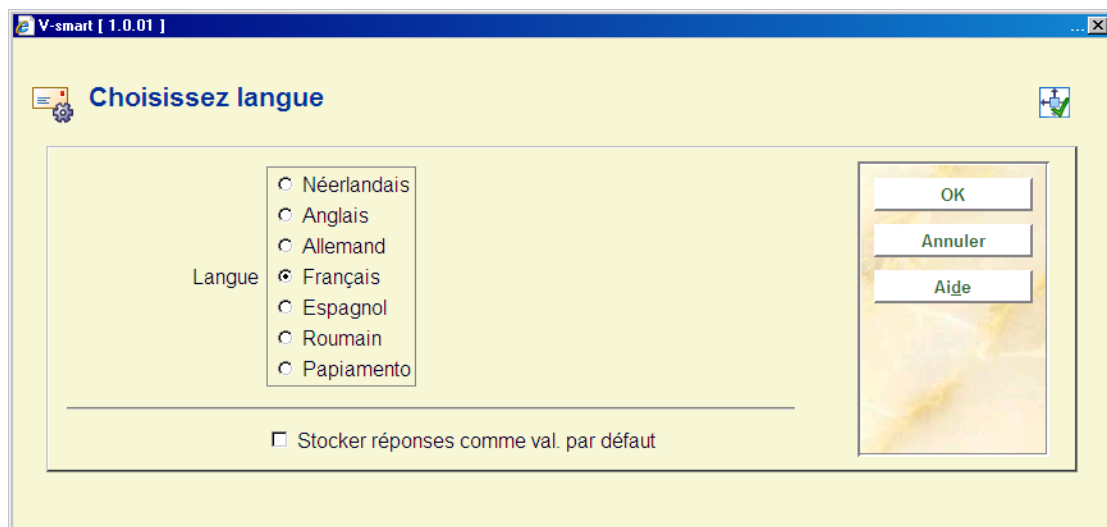 V-smart [ 1.0.01 ]
...
Choisissez langue
Néerlandais
Anglais
Allemand
Langue Français
Espagnol
Roumain
Papiamento
Stocker réponses comme val. par défaut
OK
Annuler
Aide